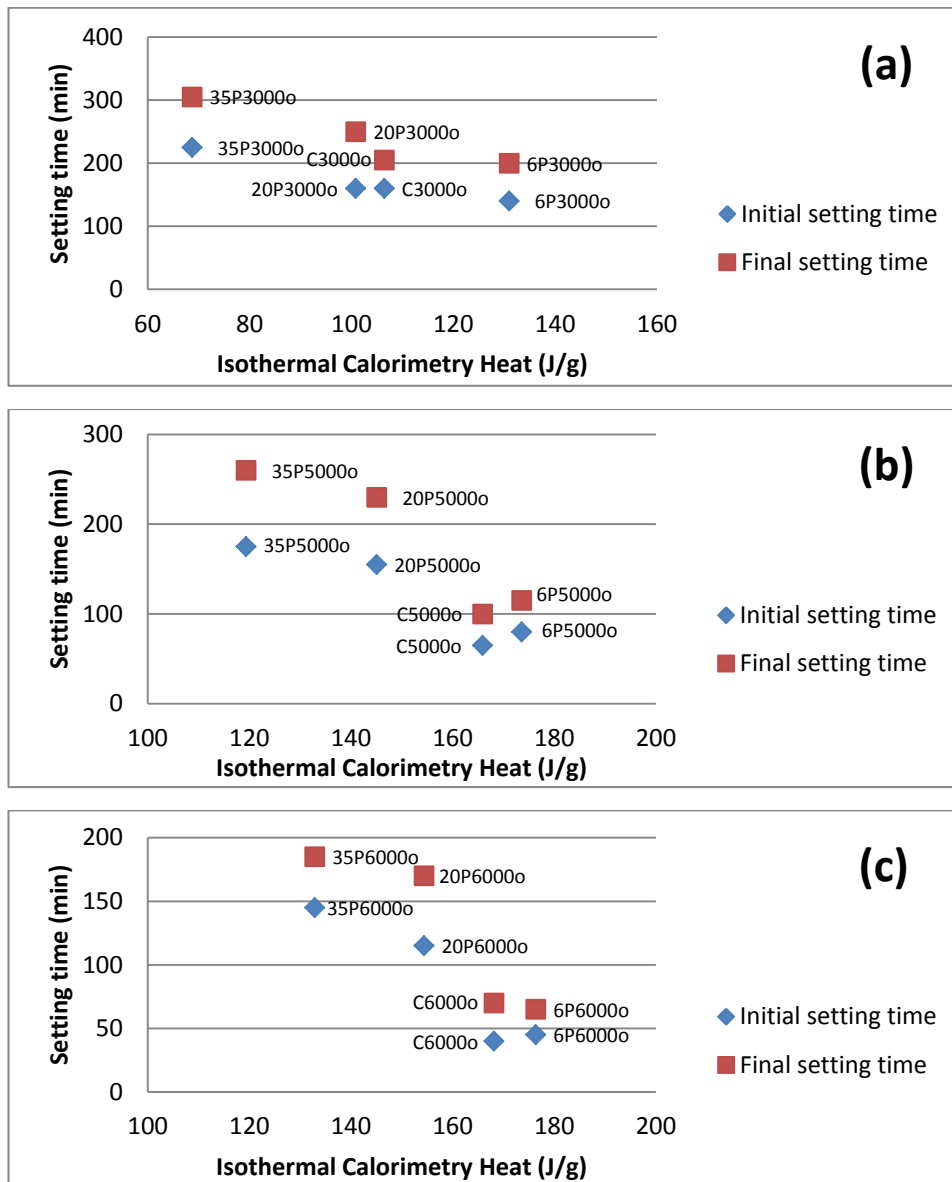 (a)
Setting time (min)
400
300
200
100
0
35P3000o
20P3000o
35P3000o
C3000o
6P3000o
20P3000o
C3000o
6P3000o
Initial setting time
Final setting time
60 80 100 120 140 160
Isothermal Calorimetry Heat (J/g)
(b)
Setting time (min)
300
200
100
0
35P5000o
20P5000o
35P5000o
20P5000o
6P5000o
C5000o
6P5000o
C5000o
Initial setting time
Final setting time
100 120 140 160 180 200
Isothermal Calorimetry Heat (J/g)
(c)
Setting time (min)
200
150
100
50
0
35P6000o
20P6000o
35P6000o
20P6000o
C6000o
6P6000o
C6000o
6P6000o
Initial setting time
Final setting time
100 120 140 160 180 200
Isothermal Calorimetry Heat (J/g)